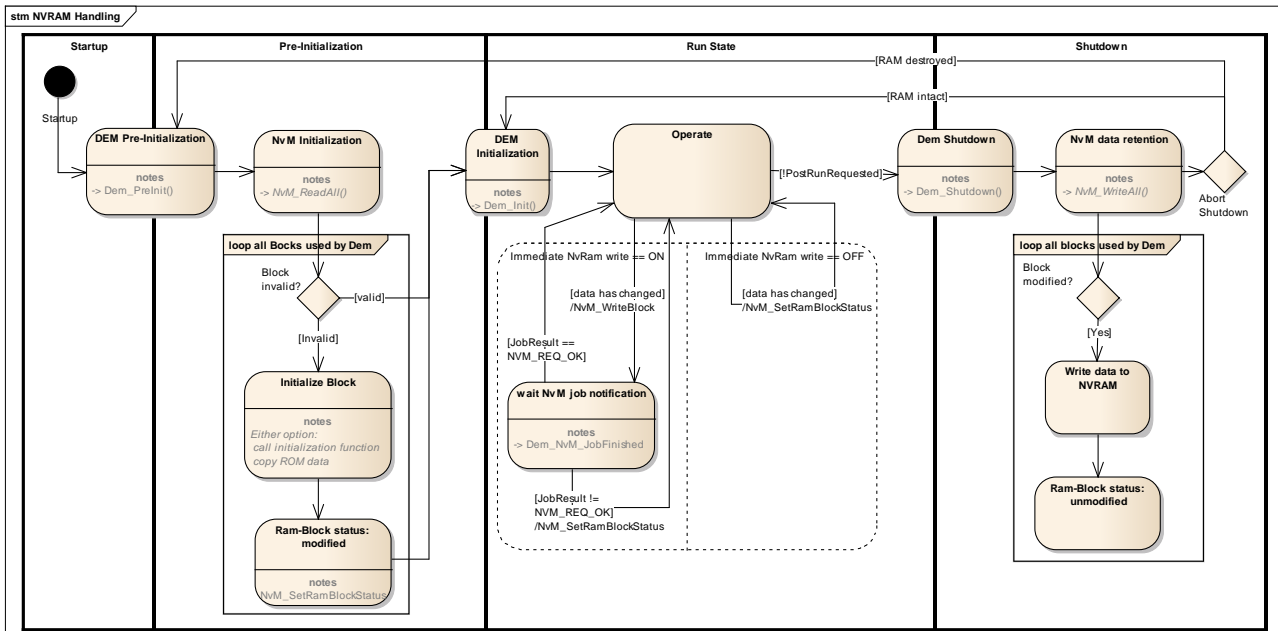 stm NVRAM Handling
Startup
Pre-Initialization
Run State
Shutdown
[RAM destroyed]
[RAM intact]
Startup
DEM Pre-Initialization
notes
-> Dem_PreInit()
NvM Initialization
notes
-> NvM_ReadAll()
DEM
Initialization
notes
-> Dem_Init()
Operate
[!PostRunRequested]
Dem Shutdown
notes
-> Dem_Shutdown()
NvM data retention
notes
-> NvM_WriteAll()
Abort
Shutdown
loop all Bocks used by Dem
Block
invalid?
[valid]
[Invalid]
Initialize Block
notes
Either option:
call initialization function
copy ROM data
Ram-Block status:
modified
notes
NvM_SetRamBlockStatus
Immediate NvRam write == ON
Immediate NvRam write == OFF
[data has changed]
/NvM_WriteBlock
[data has changed]
/NvM_SetRamBlockStatus
[JobResult ==
NVM_REQ_OK]
wait NvM job notification
notes
-> Dem_NvM_JobFinished
[JobResult !=
NVM_REQ_OK]
/NvM_SetRamBlockStatus
loop all blocks used by Dem
Block
modified?
[Yes]
Write data to
NVRAM
Ram-Block status:
unmodified